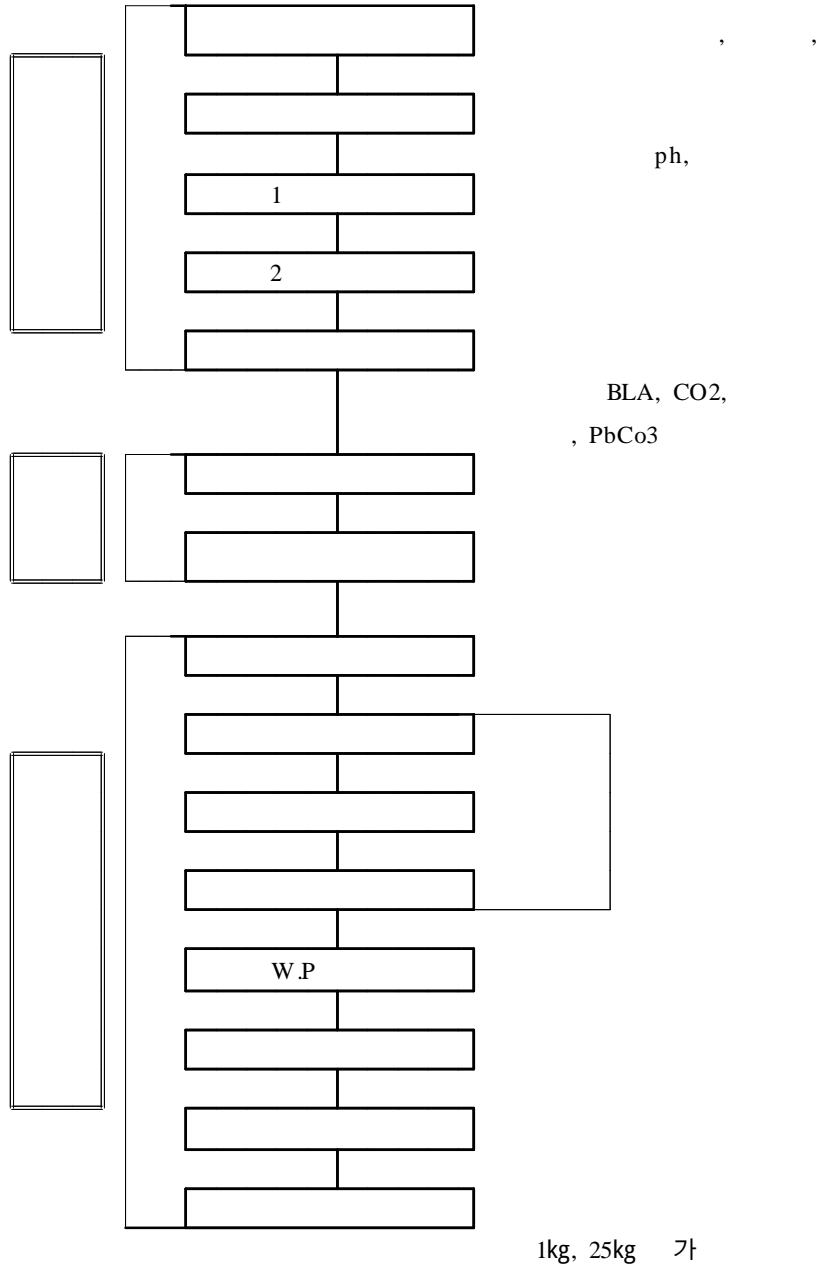 , ,
ph,
1
2
BLA, CO2,
, PbCo3
W.P
1kg, 25kg 가